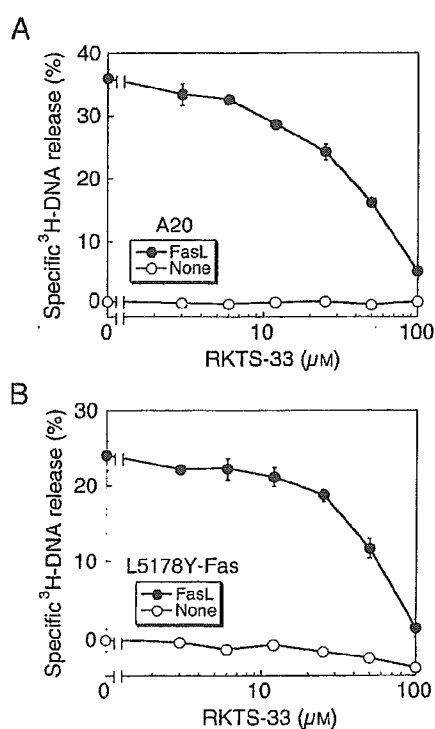 A
Specific ³H-DNA release (%)
40
30
20
10
0
A20
FasL
None
0
10
100
RKTS-33 (µM)
B
Specific ³H-DNA release (%)
30
20
10
0
L5178Y-Fas
FasL
None
0
10
100
RKTS-33 (µM)